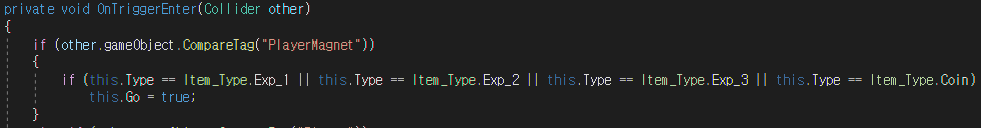 private void OnTriggerEnter(Collider other)
{
if (other.gameObject.CompareTag("PlayerMagnet"))
{
if (this.Type == Item_Type.Exp_1 || this.Type == Item_Type.Exp_2 || this.Type == Item_Type.Exp_3 || this.Type == Item_Type.Coin)
this.Go = true;
}